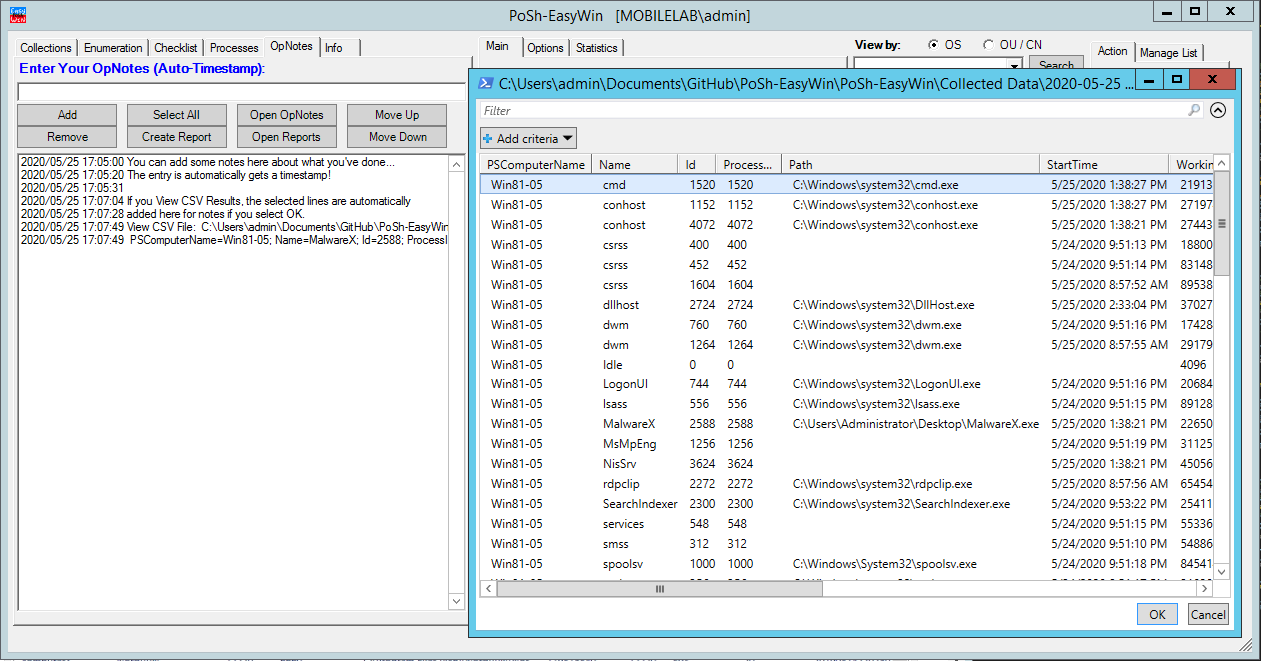 EASY WIN
PoSh-EasyWin [MOBILELAB\admin]
Collections Enumeration Checklist Processes OpNotes Info
Enter Your OpNotes (Auto-Timestamp):
Add Select All Open OpNotes Move Up
Remove Create Report Open Reports Move Down
2020/05/25 17:05:00 You can add some notes here about what you've done...
2020/05/25 17:05:20 The entry is automatically gets a timestamp!
2020/05/25 17:05:31
2020/05/25 17:07:04 If you View CSV Results, the selected lines are automatically
2020/05/25 17:07:28 added here for notes if you select OK.
2020/05/25 17:07:49 View CSV File: C:\Users\admin\Documents\GitHub\PoSh-EasyWin
2020/05/25 17:07:49 PSComputerName=Win81-05; Name=MalwareX; Id=2588; ProcessI
Main Options Statistics
View by: OS OU / CN
Search
Action Manage List
C:\Users\admin\Documents\GitHub\PoSh-EasyWin\PoSh-EasyWin\Collected Data\2020-05-25 ...
Filter
Add criteria
PSComputerName Name Id Process... Path StartTime Workin
Win81-05 cmd 1520 1520 C:\Windows\system32\cmd.exe 5/25/2020 1:38:27 PM 21913
Win81-05 conhost 1152 1152 C:\Windows\system32\conhost.exe 5/25/2020 1:38:27 PM 27197
Win81-05 conhost 4072 4072 C:\Windows\system32\conhost.exe 5/25/2020 1:38:21 PM 27443
Win81-05 csrss 400 400 5/24/2020 9:51:13 PM 18800
Win81-05 csrss 452 452 5/24/2020 9:51:14 PM 83148
Win81-05 csrss 1604 1604 5/25/2020 8:57:52 AM 89538
Win81-05 dllhost 2724 2724 C:\Windows\system32\DllHost.exe 5/25/2020 2:33:04 PM 37027
Win81-05 dwm 760 760 C:\Windows\system32\dwm.exe 5/24/2020 9:51:16 PM 17428
Win81-05 dwm 1264 1264 C:\Windows\system32\dwm.exe 5/25/2020 8:57:55 AM 29179
Win81-05 Idle 0 0 4096
Win81-05 LogonUI 744 744 C:\Windows\system32\LogonUI.exe 5/24/2020 9:51:16 PM 20684
Win81-05 lsass 556 556 C:\Windows\system32\lsass.exe 5/24/2020 9:51:15 PM 89128
Win81-05 MalwareX 2588 2588 C:\Users\Administrator\Desktop\MalwareX.exe 5/25/2020 1:38:21 PM 22650
Win81-05 MsMpEng 1256 1256 5/24/2020 9:51:19 PM 31125
Win81-05 NisSrv 3624 3624 5/25/2020 1:38:21 PM 45056
Win81-05 rdpclip 2272 2272 C:\Windows\system32\rdpclip.exe 5/25/2020 8:57:56 AM 65454
Win81-05 SearchIndexer 2300 2300 C:\Windows\system32\SearchIndexer.exe 5/24/2020 9:53:22 PM 25411
Win81-05 services 548 548 5/24/2020 9:51:15 PM 55336
Win81-05 smss 312 312 5/24/2020 9:51:10 PM 54886
Win81-05 spoolsv 1000 1000 C:\Windows\System32\spoolsv.exe 5/24/2020 9:51:18 PM 84541
OK Cancel